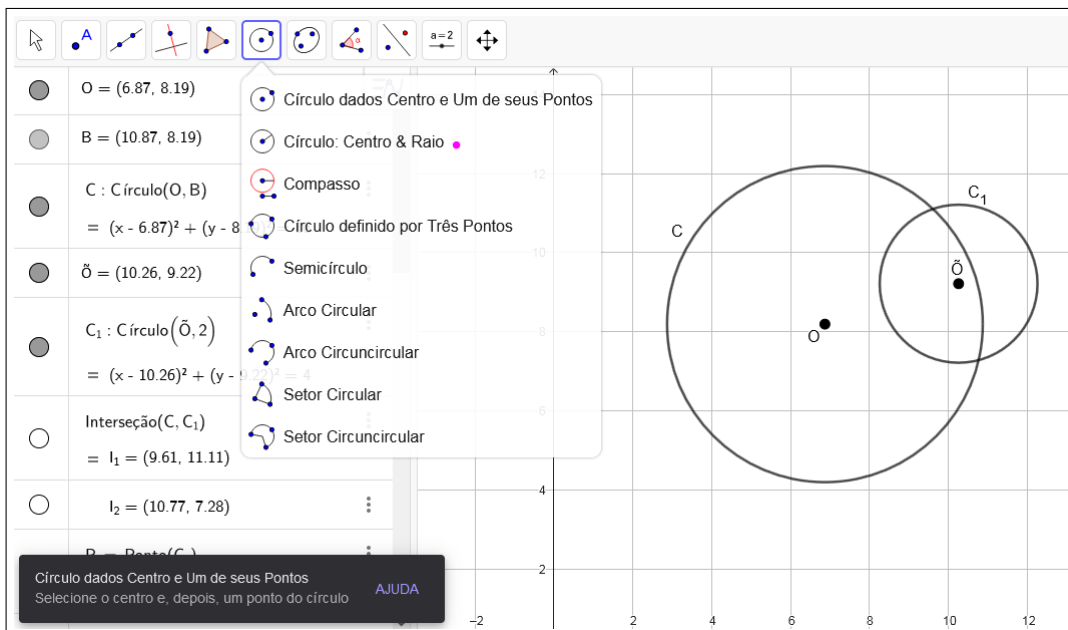 A
a=2
O = (6.87, 8.19)
B = (10.87, 8.19)
C : Círculo(O, B)
= (x - 6.87)² + (y - 8
Õ = (10.26, 9.22)
C₁ : Círculo(Õ, 2)
= (x - 10.26)² + (y - 9.22)² = 4
Interseção(C, C₁)
= I₁ = (9.61, 11.11)
I₂ = (10.77, 7.28)
Círculo dados Centro e Um de seus Pontos
Círculo: Centro & Raio
Compasso
Círculo definido por Três Pontos
Semicírculo
Arco Circular
Arco Circuncircular
Setor Circular
Setor Circuncircular
Círculo dados Centro e Um de seus Pontos
Selecione o centro e, depois, um ponto do círculo
AJUDA
12
C₁
C
10
Õ
8
O
6
4
2
−2
2
4
6
8
10
12